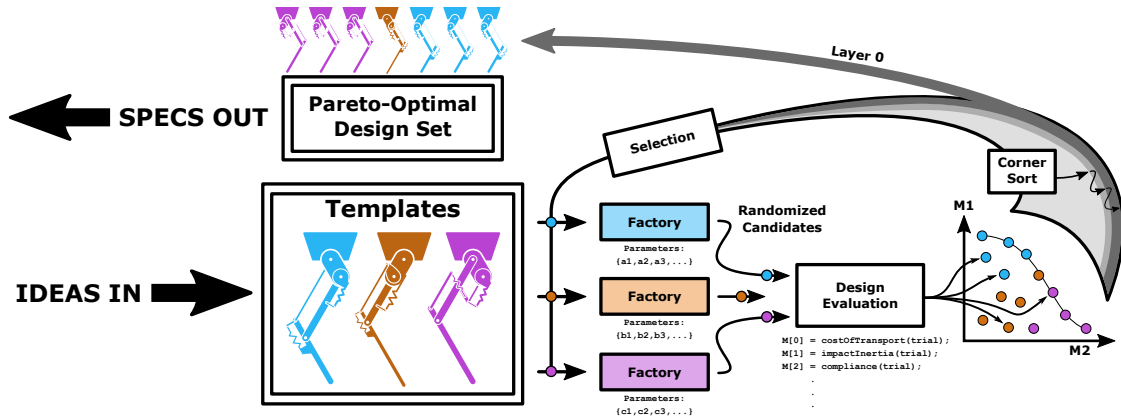 Layer 0
Pareto-Optimal
Design Set
SPECS OUT
Selection
Corner
Sort
Templates
IDEAS IN
Factory
Parameters:
{a1,a2,a3,...}
Factory
Parameters:
{b1,b2,b3,...}
Factory
Parameters:
{c1,c2,c3,...}
Randomized
Candidates
Design
Evaluation
M[0] = costOfTransport(trial);
M[1] = impactInertia(trial);
M[2] = compliance(trial);
.
.
.
M1
M2